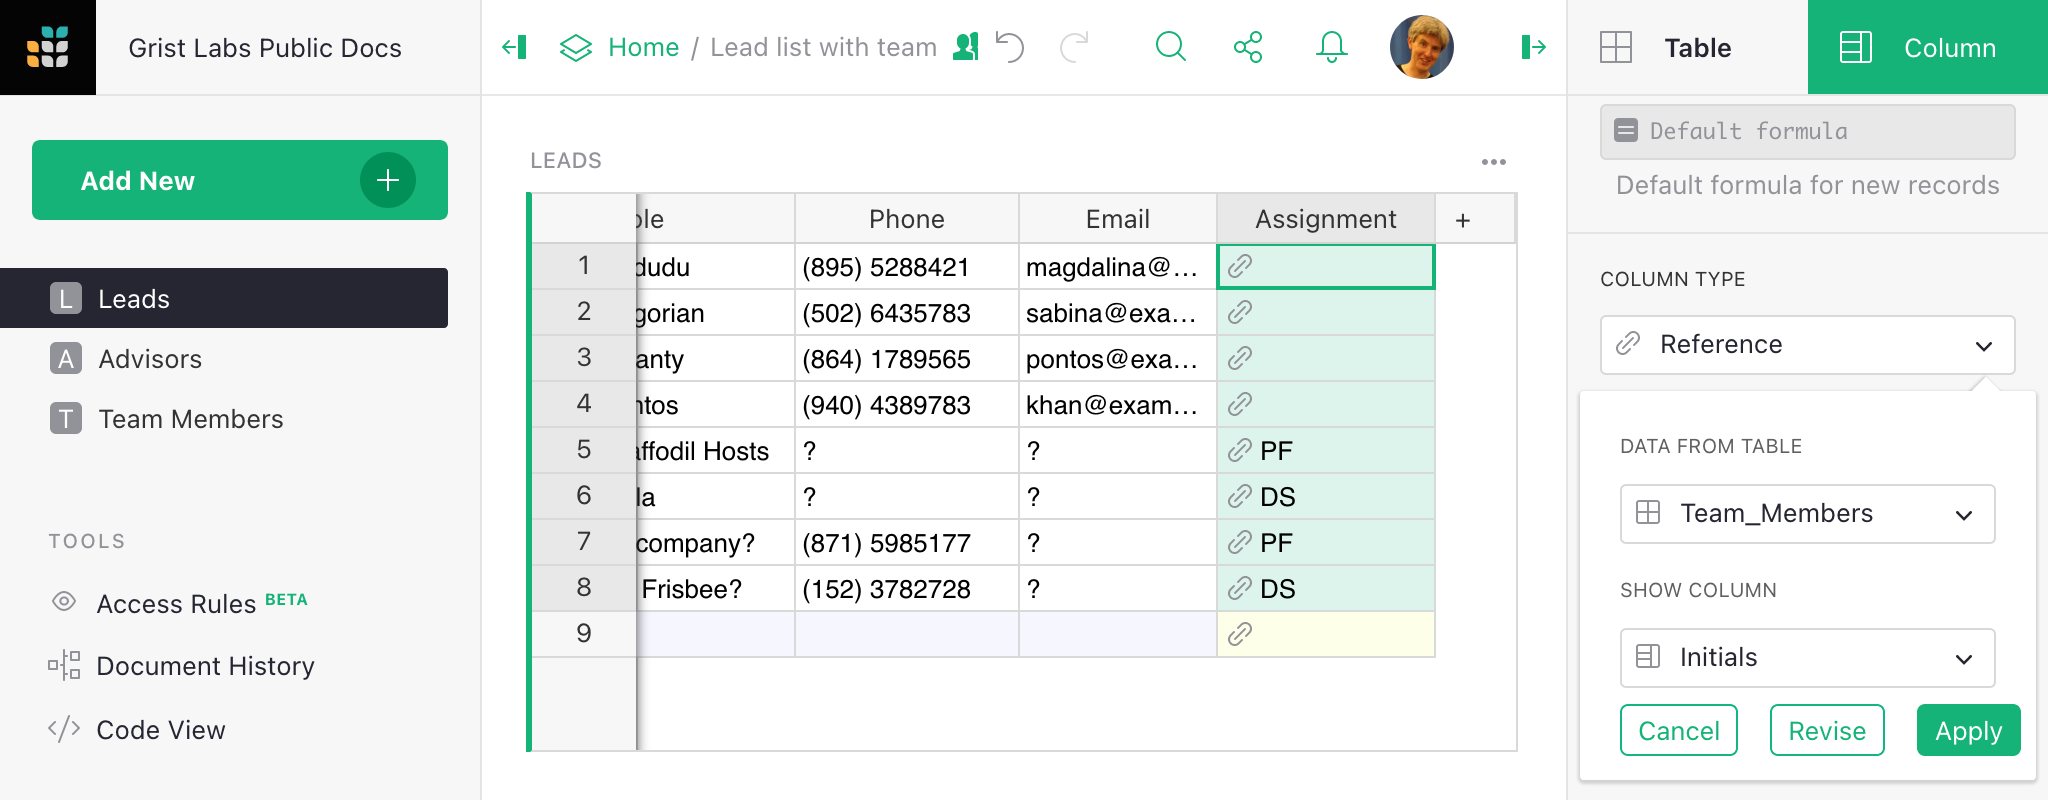 Grist Labs Public Docs
Home / Lead list with team
Table
Column
Add New
L Leads
A Advisors
T Team Members
TOOLS
Access Rules BETA
Document History
Code View
LEADS
ole Phone Email Assignment +
1 dudu (895) 5288421 magdalina@...
2 gorian (502) 6435783 sabina@exa...
3 anty (864) 1789565 pontos@exa...
4 ntos (940) 4389783 khan@exam...
5 affodil Hosts ? ? PF
6 la ? ? DS
7 company? (871) 5985177 ? PF
8 Frisbee? (152) 3782728 ? DS
9
Default formula
Default formula for new records
COLUMN TYPE
Reference
DATA FROM TABLE
Team_Members
SHOW COLUMN
Initials
Cancel Revise Apply